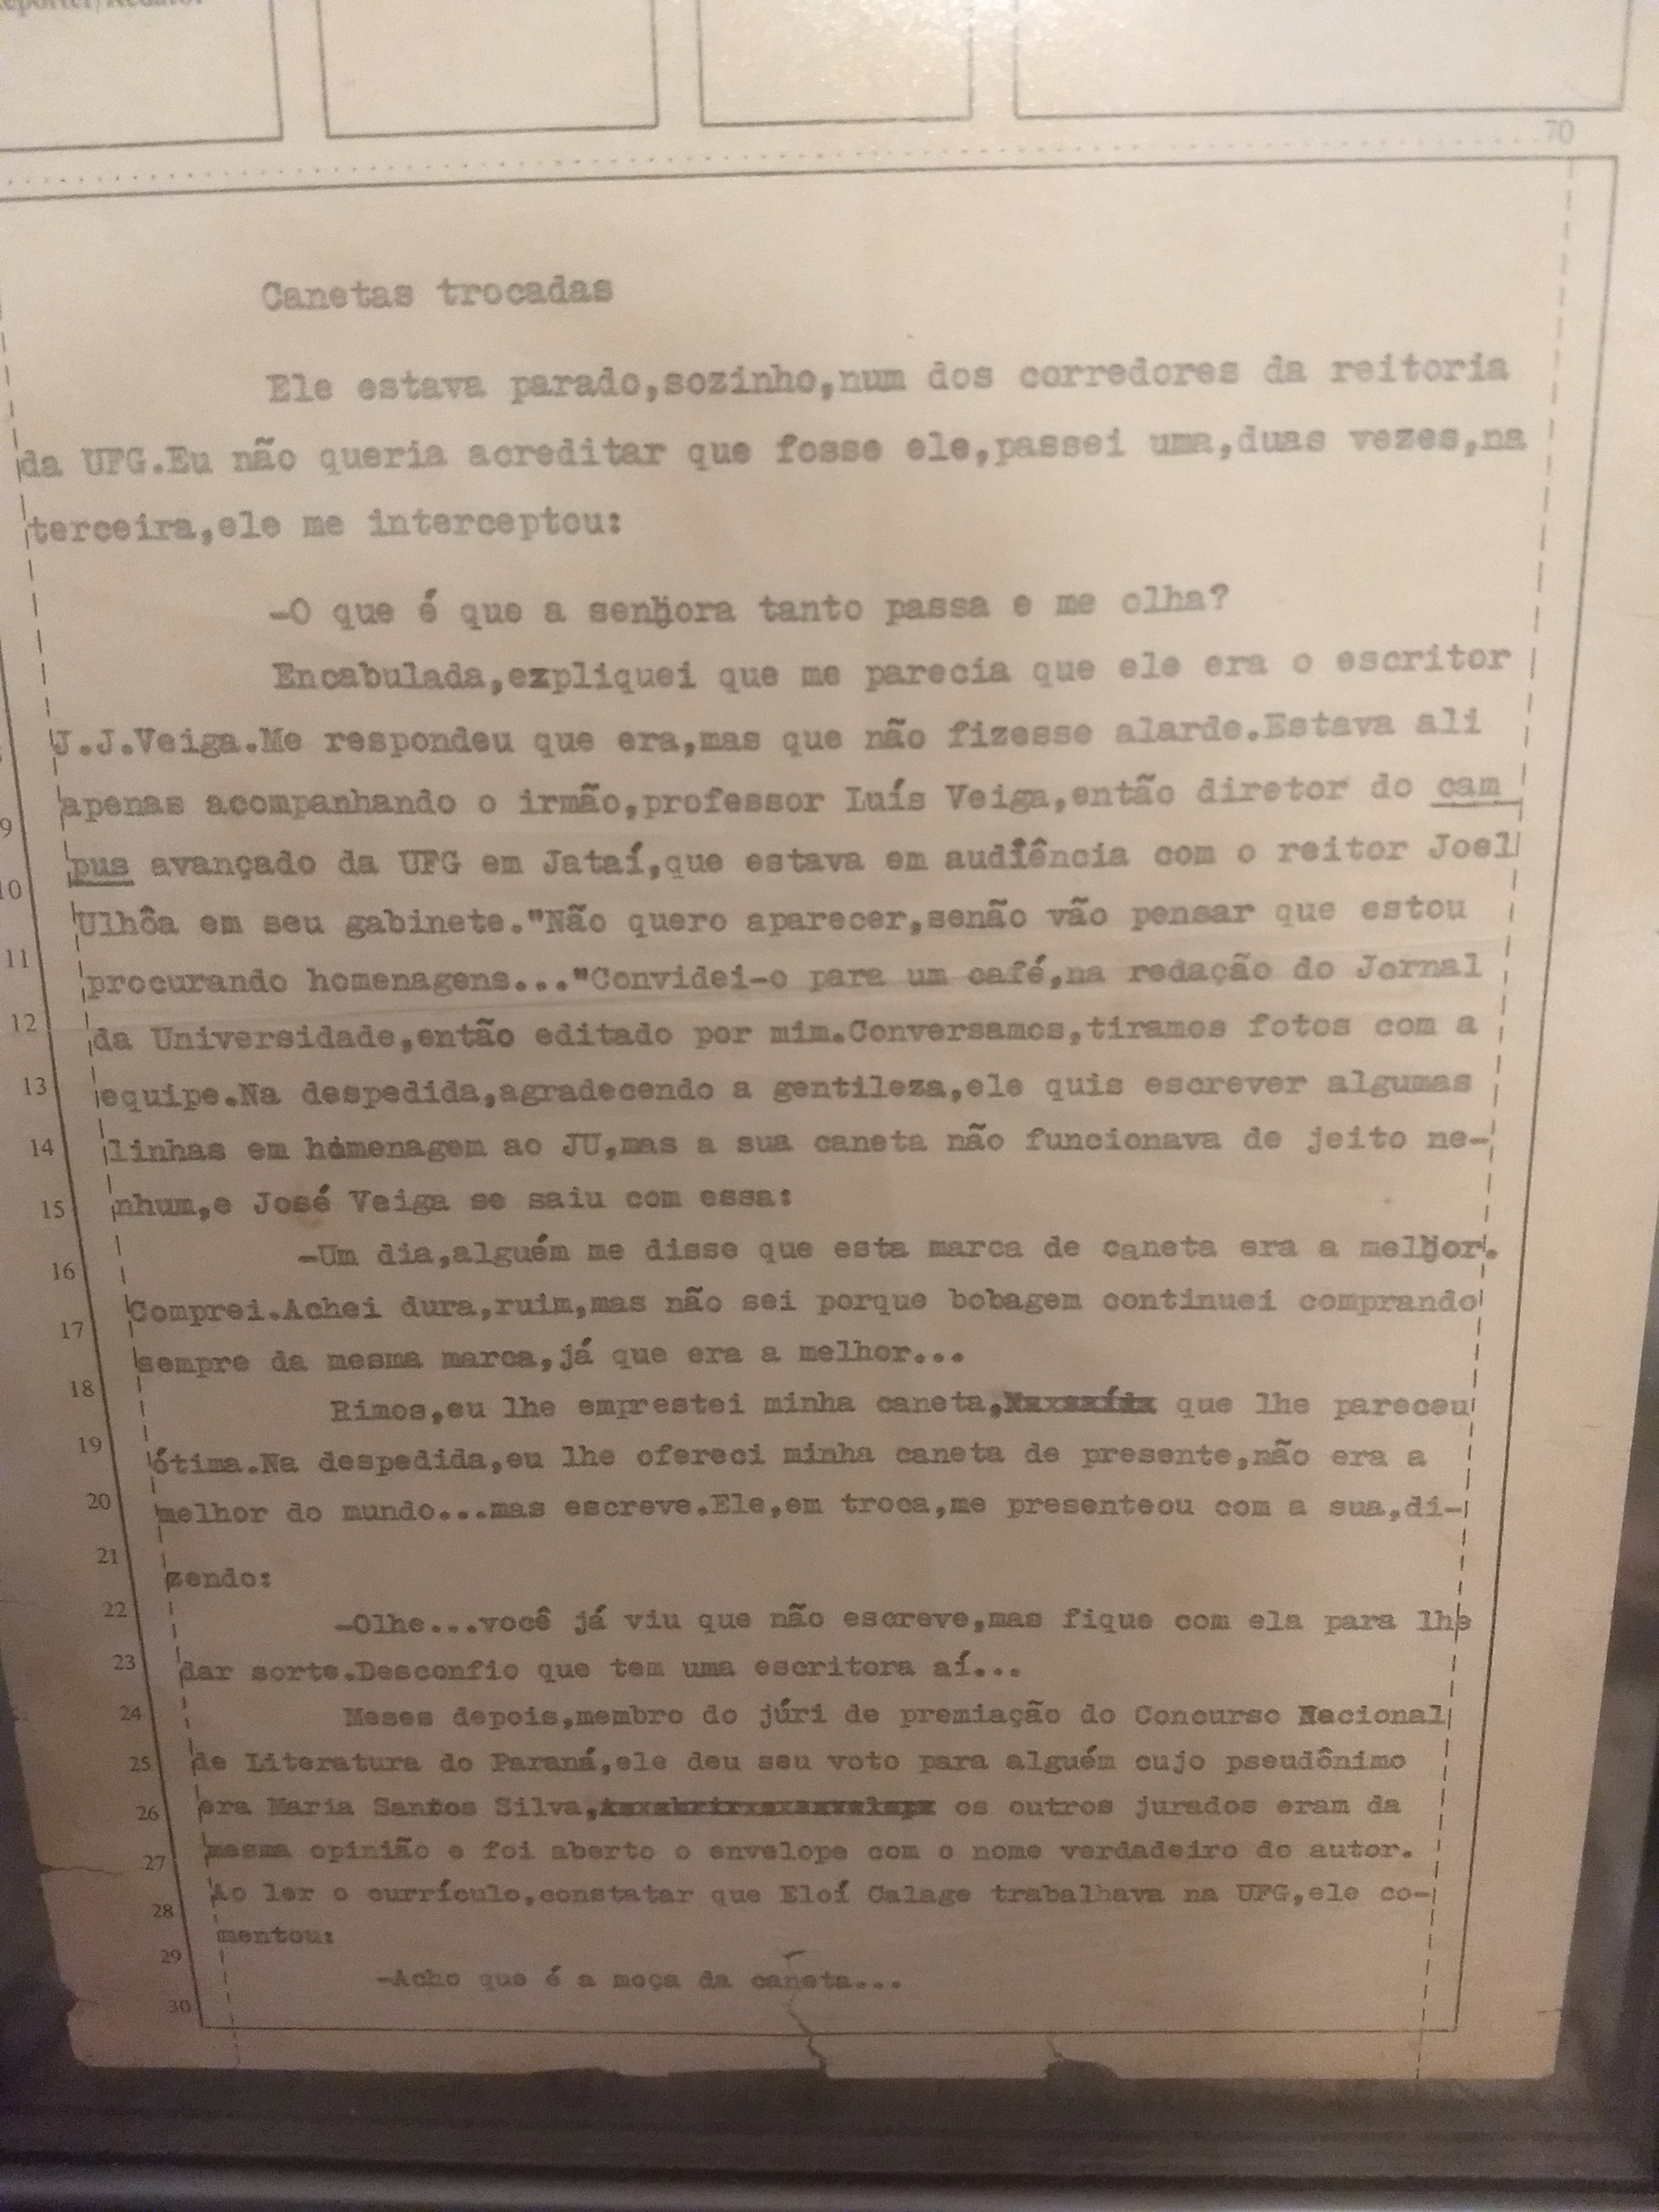 70
Canetas trocadas
Ele estava parado,sozinho,num dos corredores da reitoria
da UFG.Eu não queria acreditar que fosse ele,passei uma,duas vezes,na
terceira,ele me interceptou:
-O que é que a senhora tanto passa e me olha?
Encabulada,expliquei que me parecia que ele era o escritor
J.J.Veiga.Me respondeu que era,mas que não fizesse alarde.Estava ali
apenas acompanhando o irmão,professor Luís Veiga,então diretor do cam
9 pus avançado da UFG em Jataí,que estava em audiência com o reitor Joel
10 Ulhôa em seu gabinete."Não quero aparecer,senão vão pensar que estou
11 procurando homenagens..."Convidei-o para um café,na redação do Jornal
12 da Universidade,então editado por mim.Conversamos,tiramos fotos com a
13 equipe.Na despedida,agradecendo a gentileza,ele quis escrever algumas
14 linhas em homenagem ao JU,mas a sua caneta não funcionava de jeito ne-
15 nhum,e José Veiga se saiu com essa:
16 -Um dia,alguém me disse que esta marca de caneta era a melhor.
17 Comprei.Achei dura,ruim,mas não sei porque bobagem continuei comprando
sempre da mesma marca,já que era a melhor...
18 Rimos,eu lhe emprestei minha caneta, que lhe pareceu
19 ótima.Na despedida,eu lhe ofereci minha caneta de presente,não era a
20 melhor do mundo...mas escreve.Ele,em troca,me presenteou com a sua,di-
21 zendo:
22 -Olhe...você já viu que não escreve,mas fique com ela para lhe
23 dar sorte.Desconfio que tem uma escritora aí...
24 Meses depois,membro do júri de premiação do Concurso Nacional
25 de Literatura do Paraná,ele deu seu voto para alguém cujo pseudônimo
26 era Maria Santos Silva, os outros jurados eram da
27 mesma opinião e foi aberto o envelope com o nome verdadeiro do autor.
28 Ao ler o currículo,constatar que Eloí Calage trabalhava na UFG,ele co-
29 mentou:
30 -Acho que é a moça da caneta...